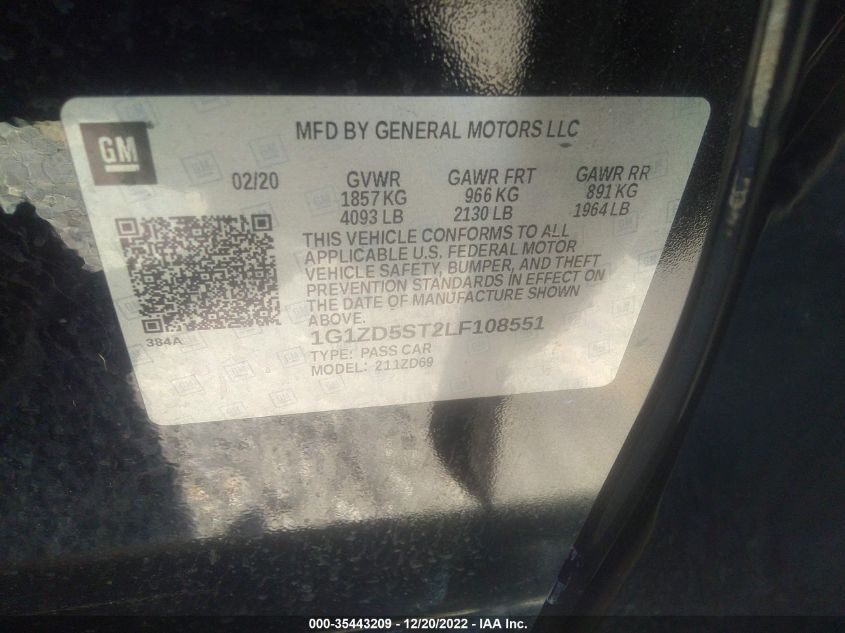 GM
MFD BY GENERAL MOTORS LLC
02/20 GVWR GAWR FRT GAWR RR
1857 KG 966 KG 891 KG
4093 LB 2130 LB 1964 LB
THIS VEHICLE CONFORMS TO ALL
APPLICABLE U.S. FEDERAL MOTOR
VEHICLE SAFETY, BUMPER, AND THEFT
PREVENTION STANDARDS IN EFFECT ON
THE DATE OF MANUFACTURE SHOWN
ABOVE.
384A
1G1ZD5ST2LF108551
TYPE: PASS CAR
MODEL: 211ZD69
000-35443209 - 12/20/2022 - IAA Inc.